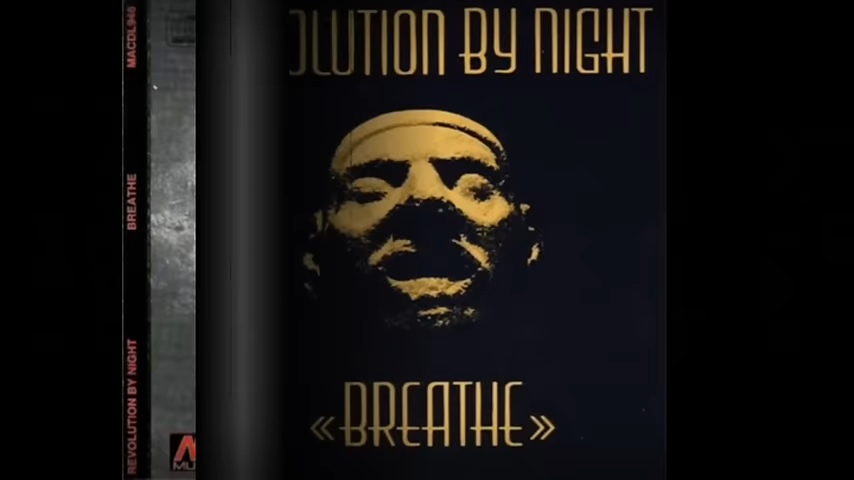 MACDL946
BREATHE
REVOLUTION BY NIGHT
OLUTION BY NIGHT
«BREATHE»
MU